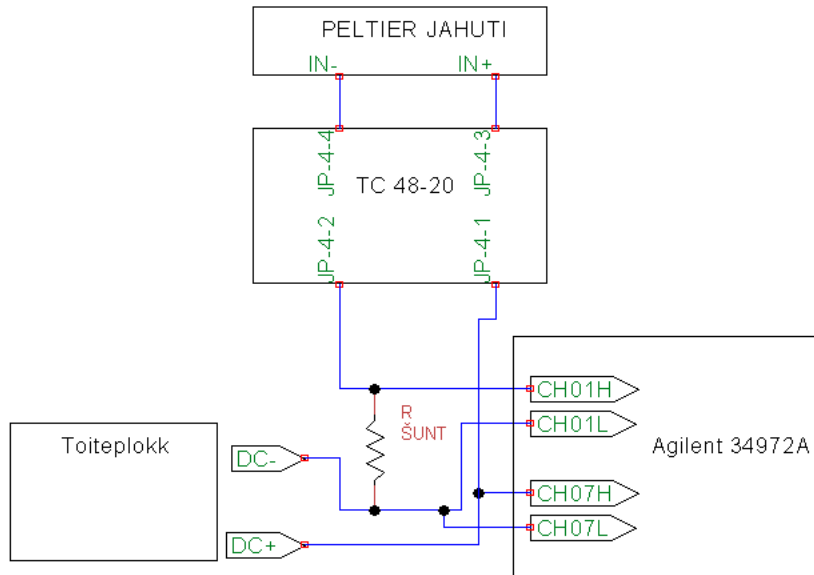 PELTIER JAHUTI
IN-
IN+
JP-4-4
JP-4-3
TC 48-20
JP-4-2
JP-4-1
CH01H
R
ŠUNT
CH01L
Toiteplokk
Agilent 34972A
DC-
CH07H
CH07L
DC+